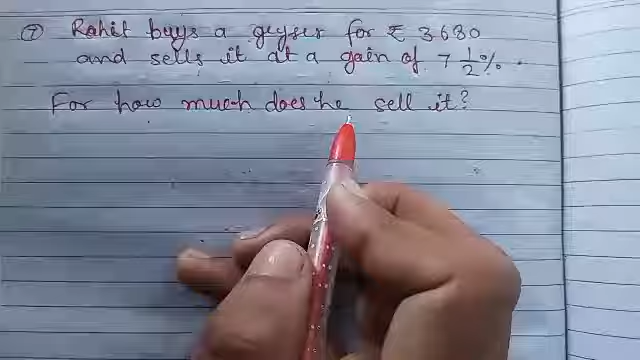 ⑦ Rohit buys a geyser for ₹ 3680
and sells it at a gain of 7 1/2 %.
For how much does he sell it?